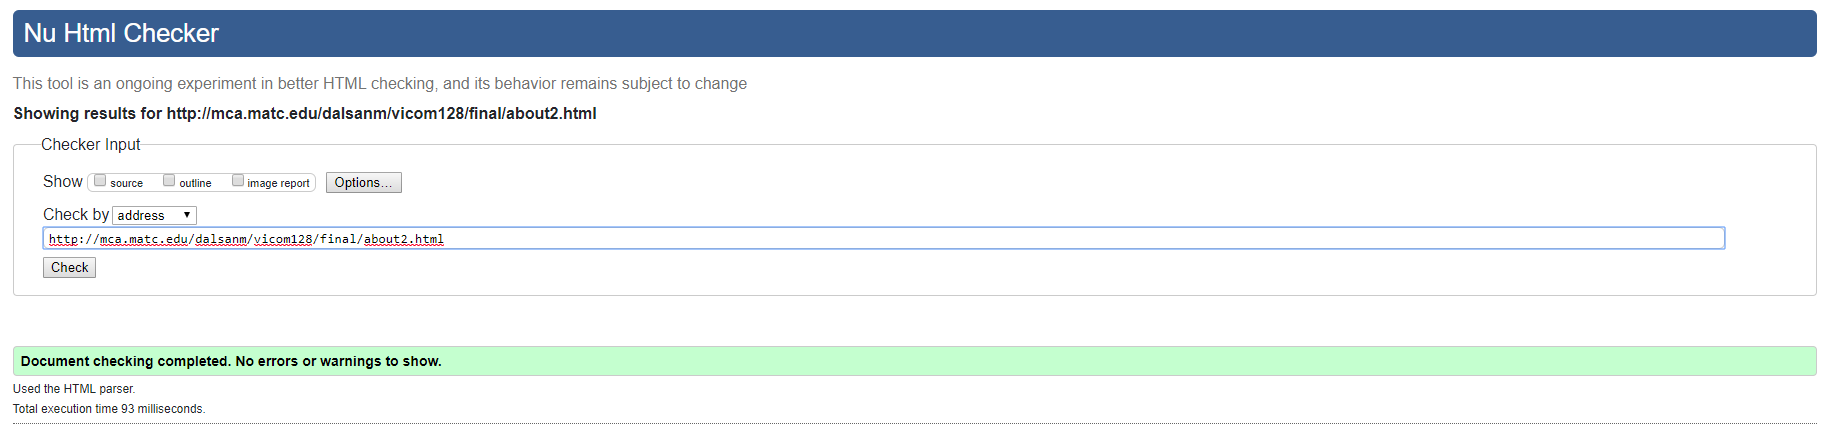 Nu Html Checker
This tool is an ongoing experiment in better HTML checking, and its behavior remains subject to change
Showing results for http://mca.matc.edu/dalsanm/vicom128/final/about2.html
Checker Input
Show source outline image report Options...
Check by address
http://mca.matc.edu/dalsanm/vicom128/final/about2.html
Check
Document checking completed. No errors or warnings to show.
Used the HTML parser.
Total execution time 93 milliseconds.